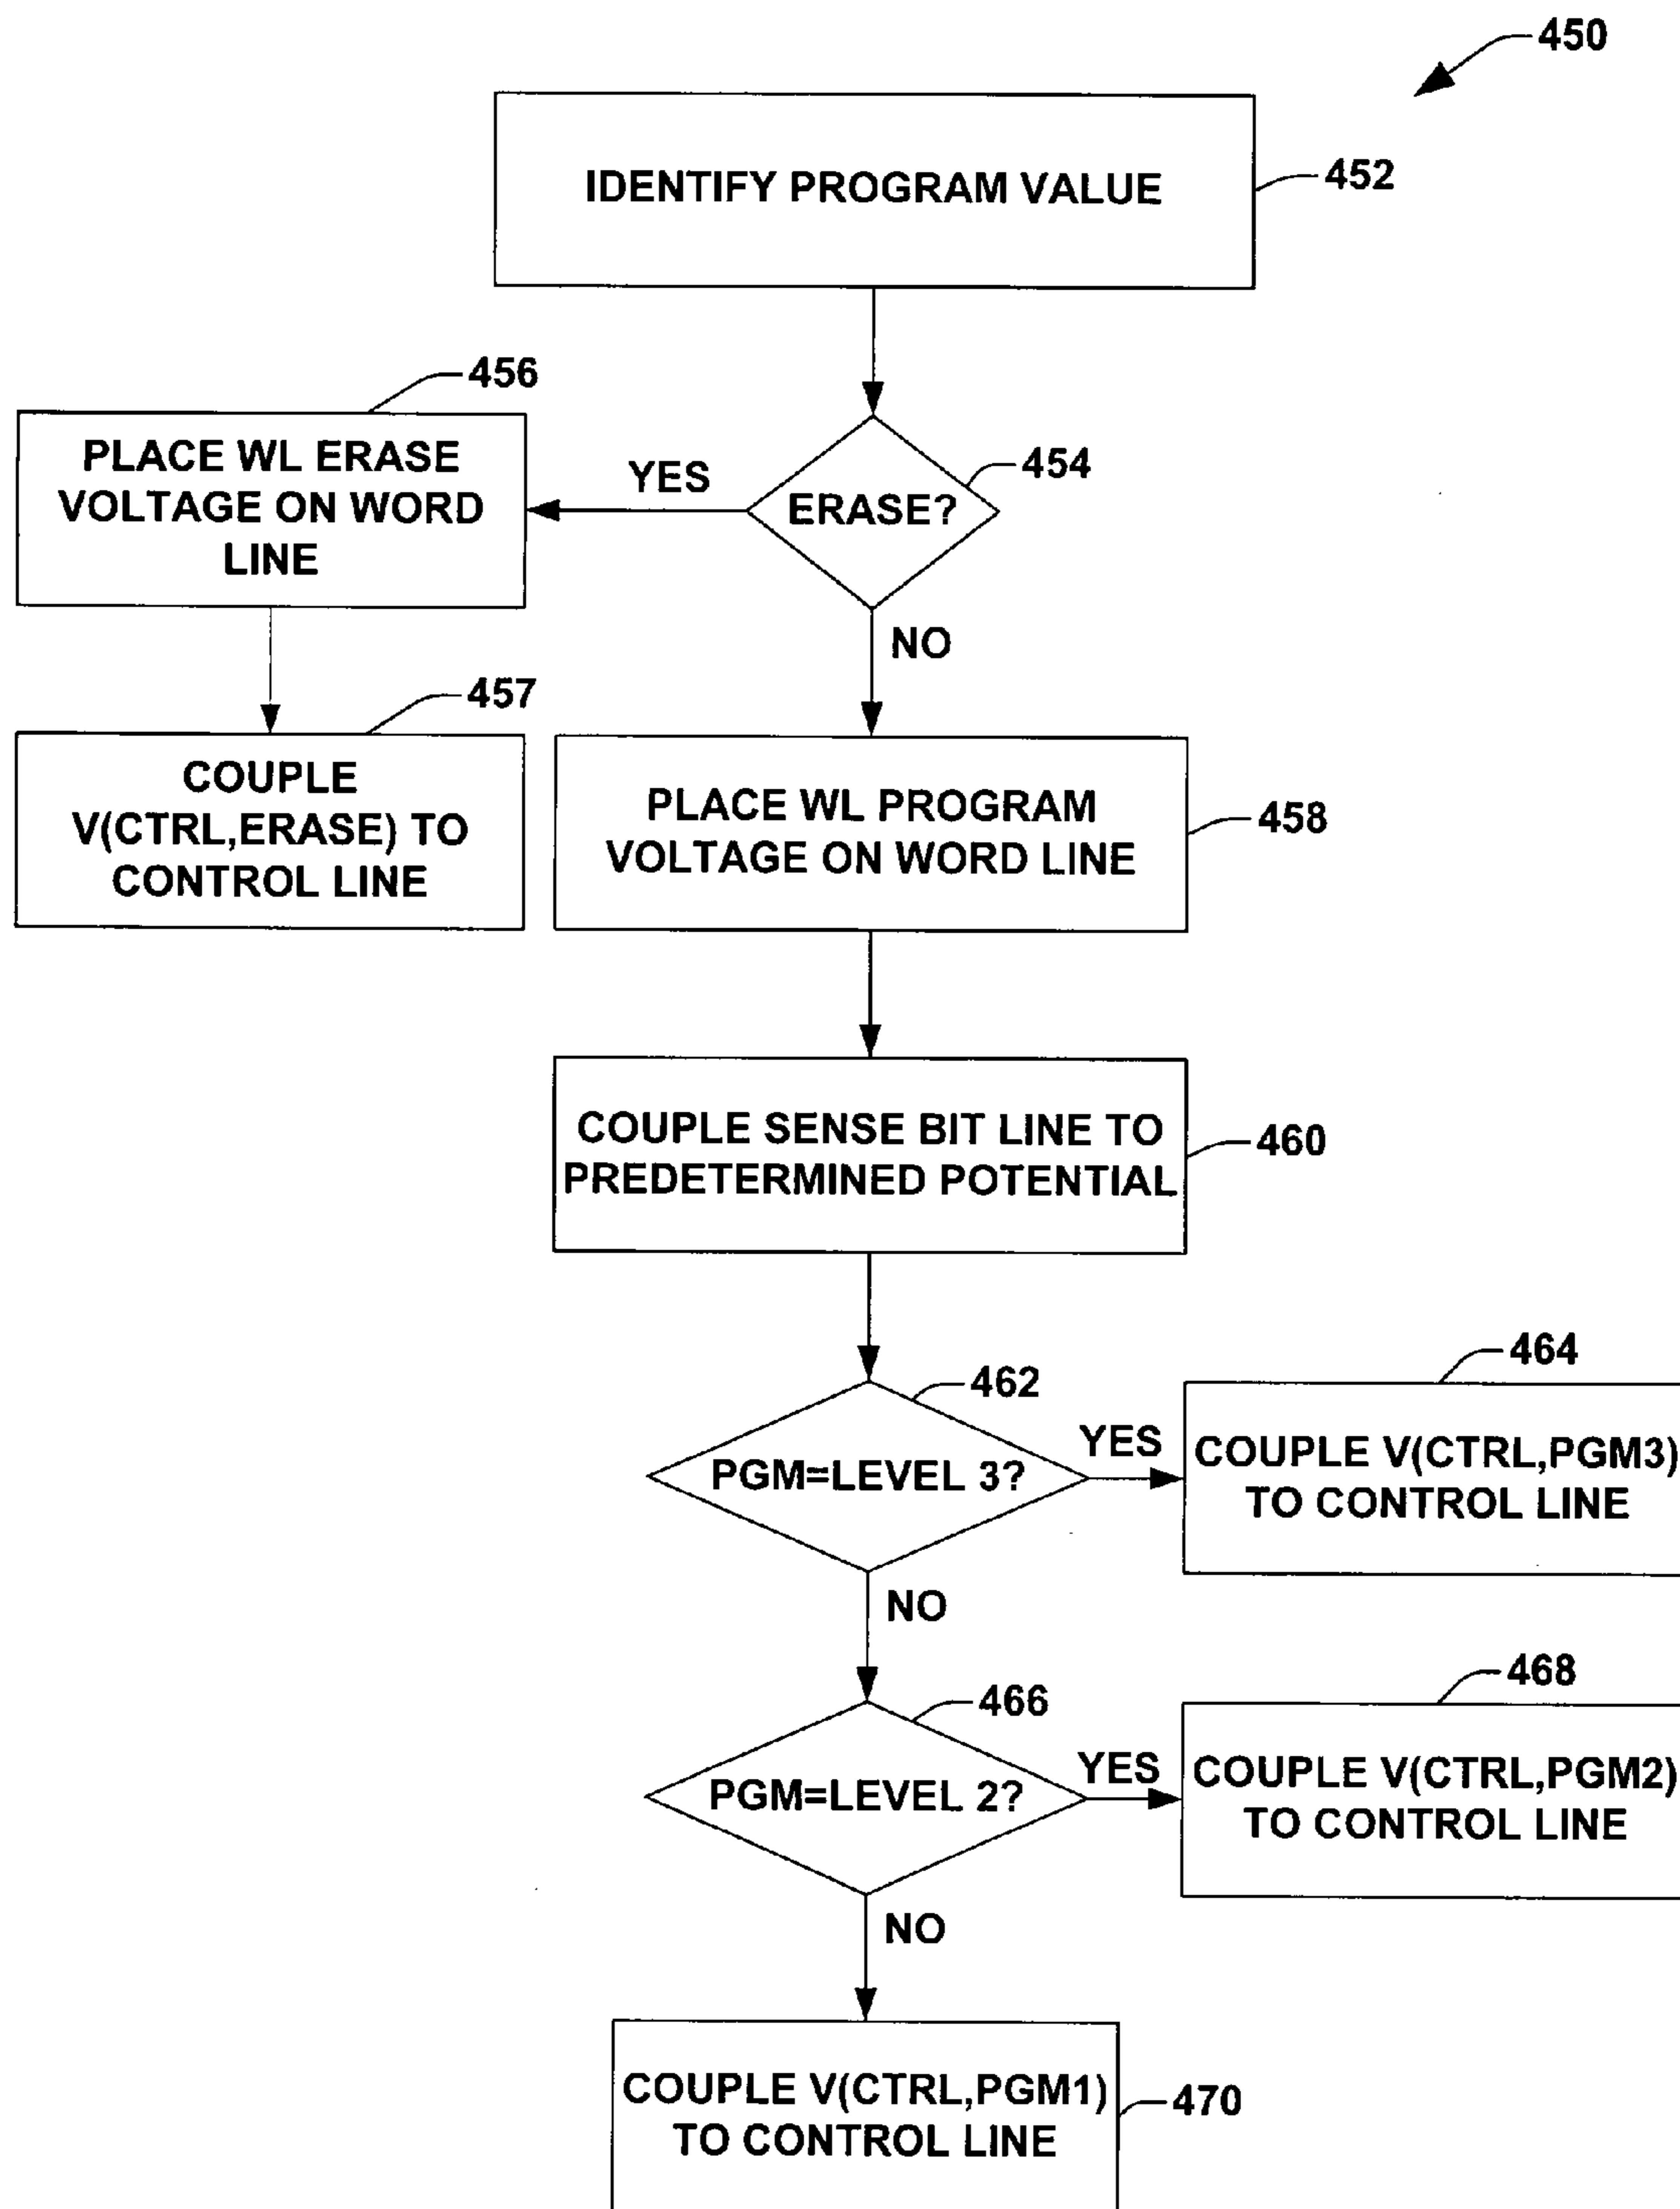 450
IDENTIFY PROGRAM VALUE
452
456
PLACE WL ERASE
VOLTAGE ON WORD
LINE
YES
454
ERASE?
NO
457
COUPLE
V(CTRL,ERASE) TO
CONTROL LINE
PLACE WL PROGRAM
VOLTAGE ON WORD LINE
458
COUPLE SENSE BIT LINE TO
PREDETERMINED POTENTIAL
460
462
PGM=LEVEL 3?
YES
464
COUPLE V(CTRL,PGM3)
TO CONTROL LINE
NO
466
PGM=LEVEL 2?
YES
468
COUPLE V(CTRL,PGM2)
TO CONTROL LINE
NO
COUPLE V(CTRL,PGM1)
TO CONTROL LINE
470